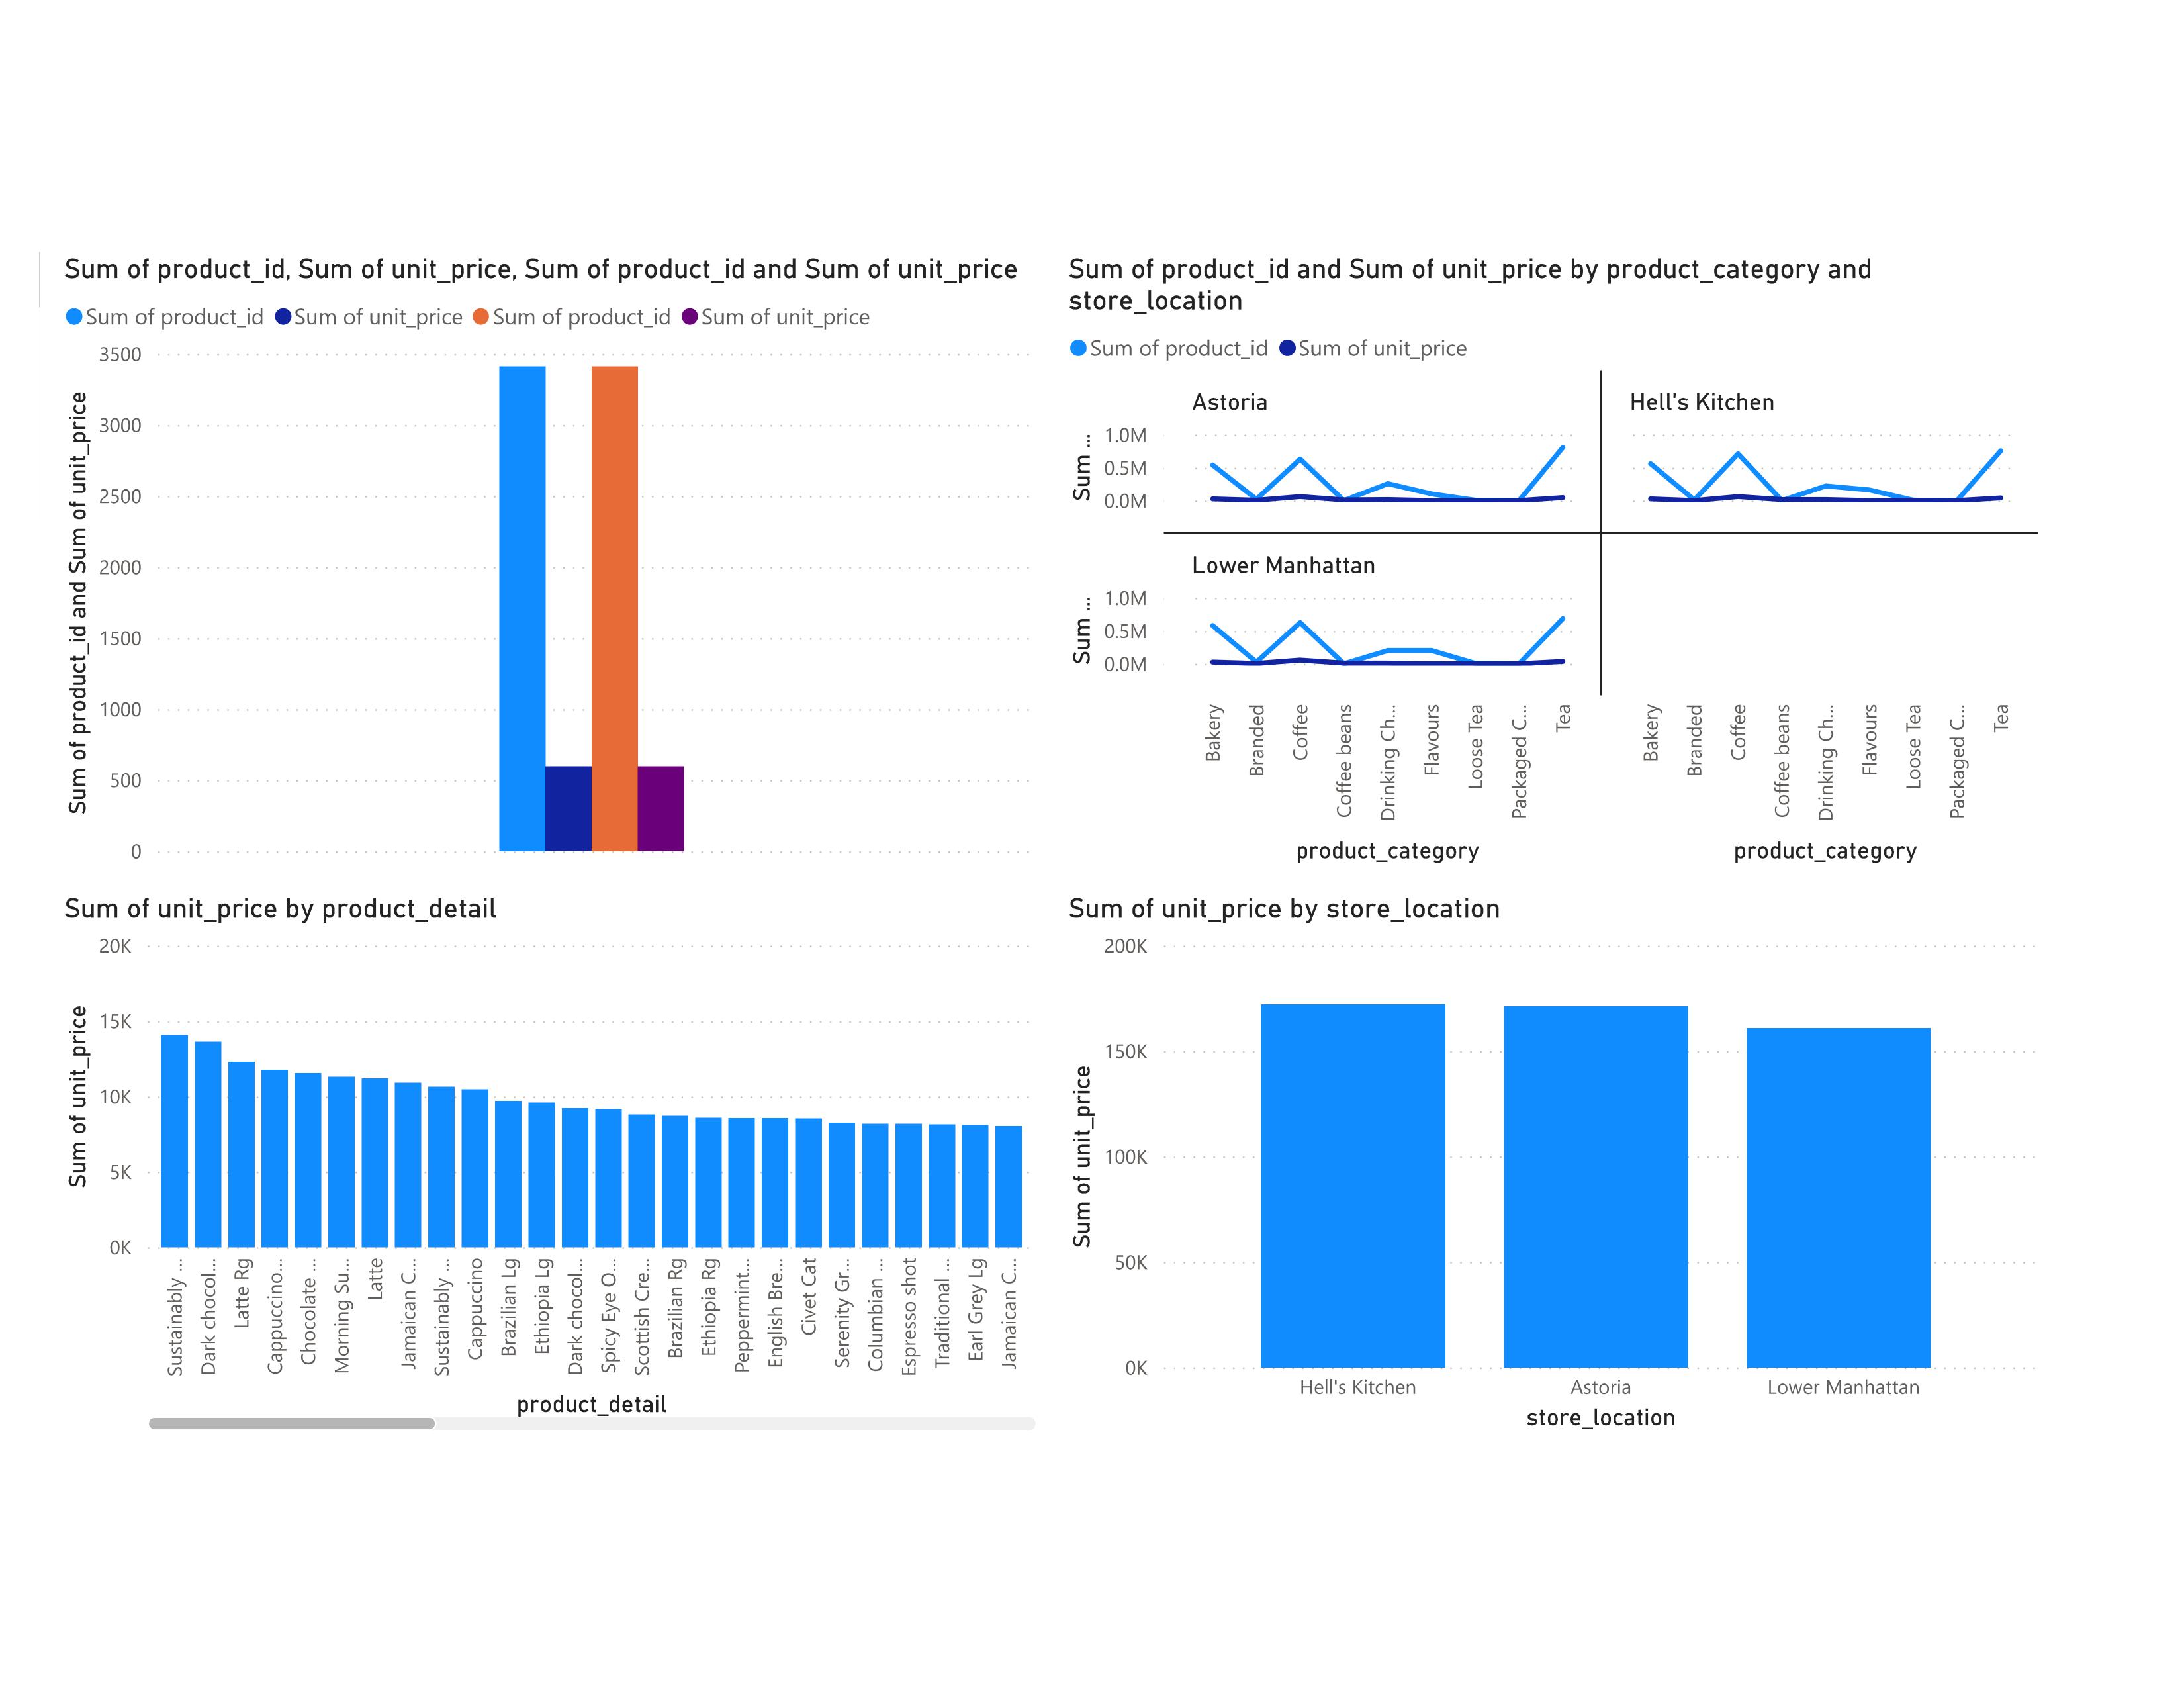 Sum of product_id, Sum of unit_price, Sum of product_id and Sum of unit_price
Sum of product_id Sum of unit_price Sum of product_id Sum of unit_price
Sum of product_id and Sum of unit_price
3500
3000
2500
2000
1500
1000
500
0
Sum of product_id and Sum of unit_price by product_category and
store_location
Sum of product_id Sum of unit_price
Astoria
Hell's Kitchen
Sum ...
1.0M
0.5M
0.0M
Lower Manhattan
Sum ...
1.0M
0.5M
0.0M
Bakery
Branded
Coffee
Coffee beans
Drinking Ch...
Flavours
Loose Tea
Packaged C...
Tea
Bakery
Branded
Coffee
Coffee beans
Drinking Ch...
Flavours
Loose Tea
Packaged C...
Tea
product_category
product_category
Sum of unit_price by product_detail
Sum of unit_price
20K
15K
10K
5K
0K
Sustainably ...
Dark chocol...
Latte Rg
Cappuccino...
Chocolate ...
Morning Su...
Latte
Jamaican C...
Sustainably ...
Cappuccino
Brazilian Lg
Ethiopia Lg
Dark chocol...
Spicy Eye O...
Scottish Cre...
Brazilian Rg
Ethiopia Rg
Peppermint...
English Bre...
Civet Cat
Serenity Gr...
Columbian ...
Espresso shot
Traditional ...
Earl Grey Lg
Jamaican C...
product_detail
Sum of unit_price by store_location
Sum of unit_price
200K
150K
100K
50K
0K
Hell's Kitchen
Astoria
Lower Manhattan
store_location